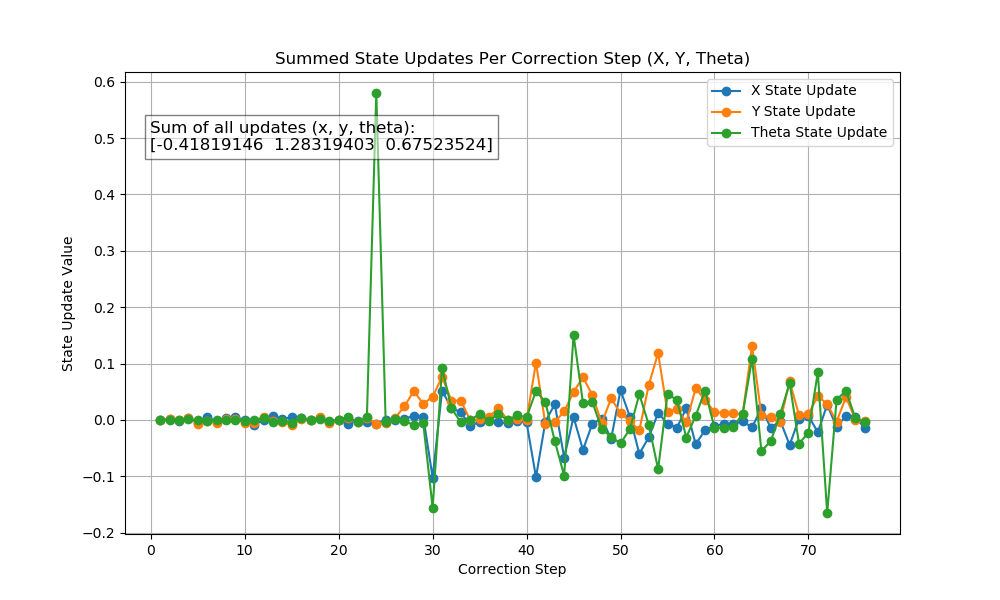 Summed State Updates Per Correction Step (X, Y, Theta)
0.6
0.5
0.4
0.3
0.2
0.1
0.0
−0.1
−0.2
State Update Value
Sum of all updates (x, y, theta):
[-0.41819146  1.28319403  0.67523524]
X State Update
Y State Update
Theta State Update
0 10 20 30 40 50 60 70
Correction Step